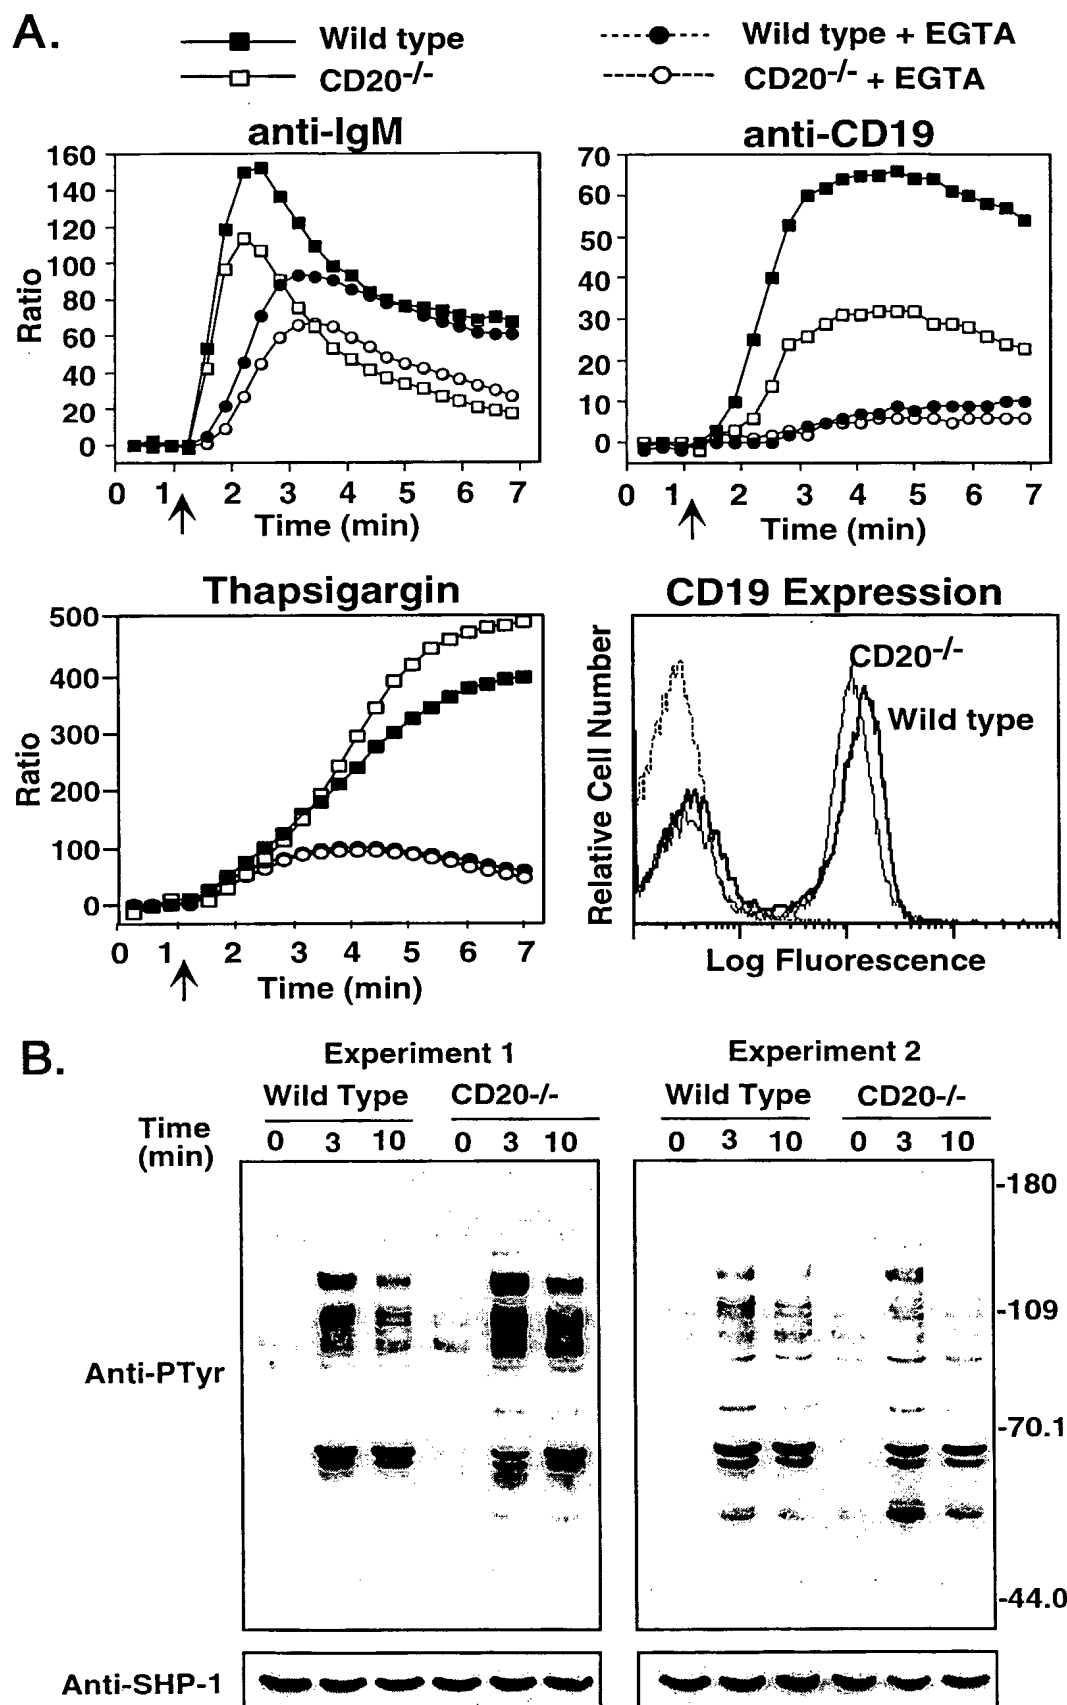 A.
Wild type
Wild type + EGTA
CD20-/-
CD20-/- + EGTA
anti-IgM
160
140
120
100
80
60
40
20
0
Ratio
0 1 2 3 4 5 6 7
Time (min)
anti-CD19
70
60
50
40
30
20
10
0
0 1 2 3 4 5 6 7
Time (min)
Thapsigargin
500
400
300
200
100
0
Ratio
0 1 2 3 4 5 6 7
Time (min)
CD19 Expression
Relative Cell Number
CD20-/-
Wild type
Log Fluorescence
B.
Experiment 1
Experiment 2
Wild Type CD20-/-
Wild Type CD20-/-
Time
(min)
0 3 10 0 3 10
0 3 10 0 3 10
-180
-109
-70.1
-44.0
Anti-PTyr
Anti-SHP-1